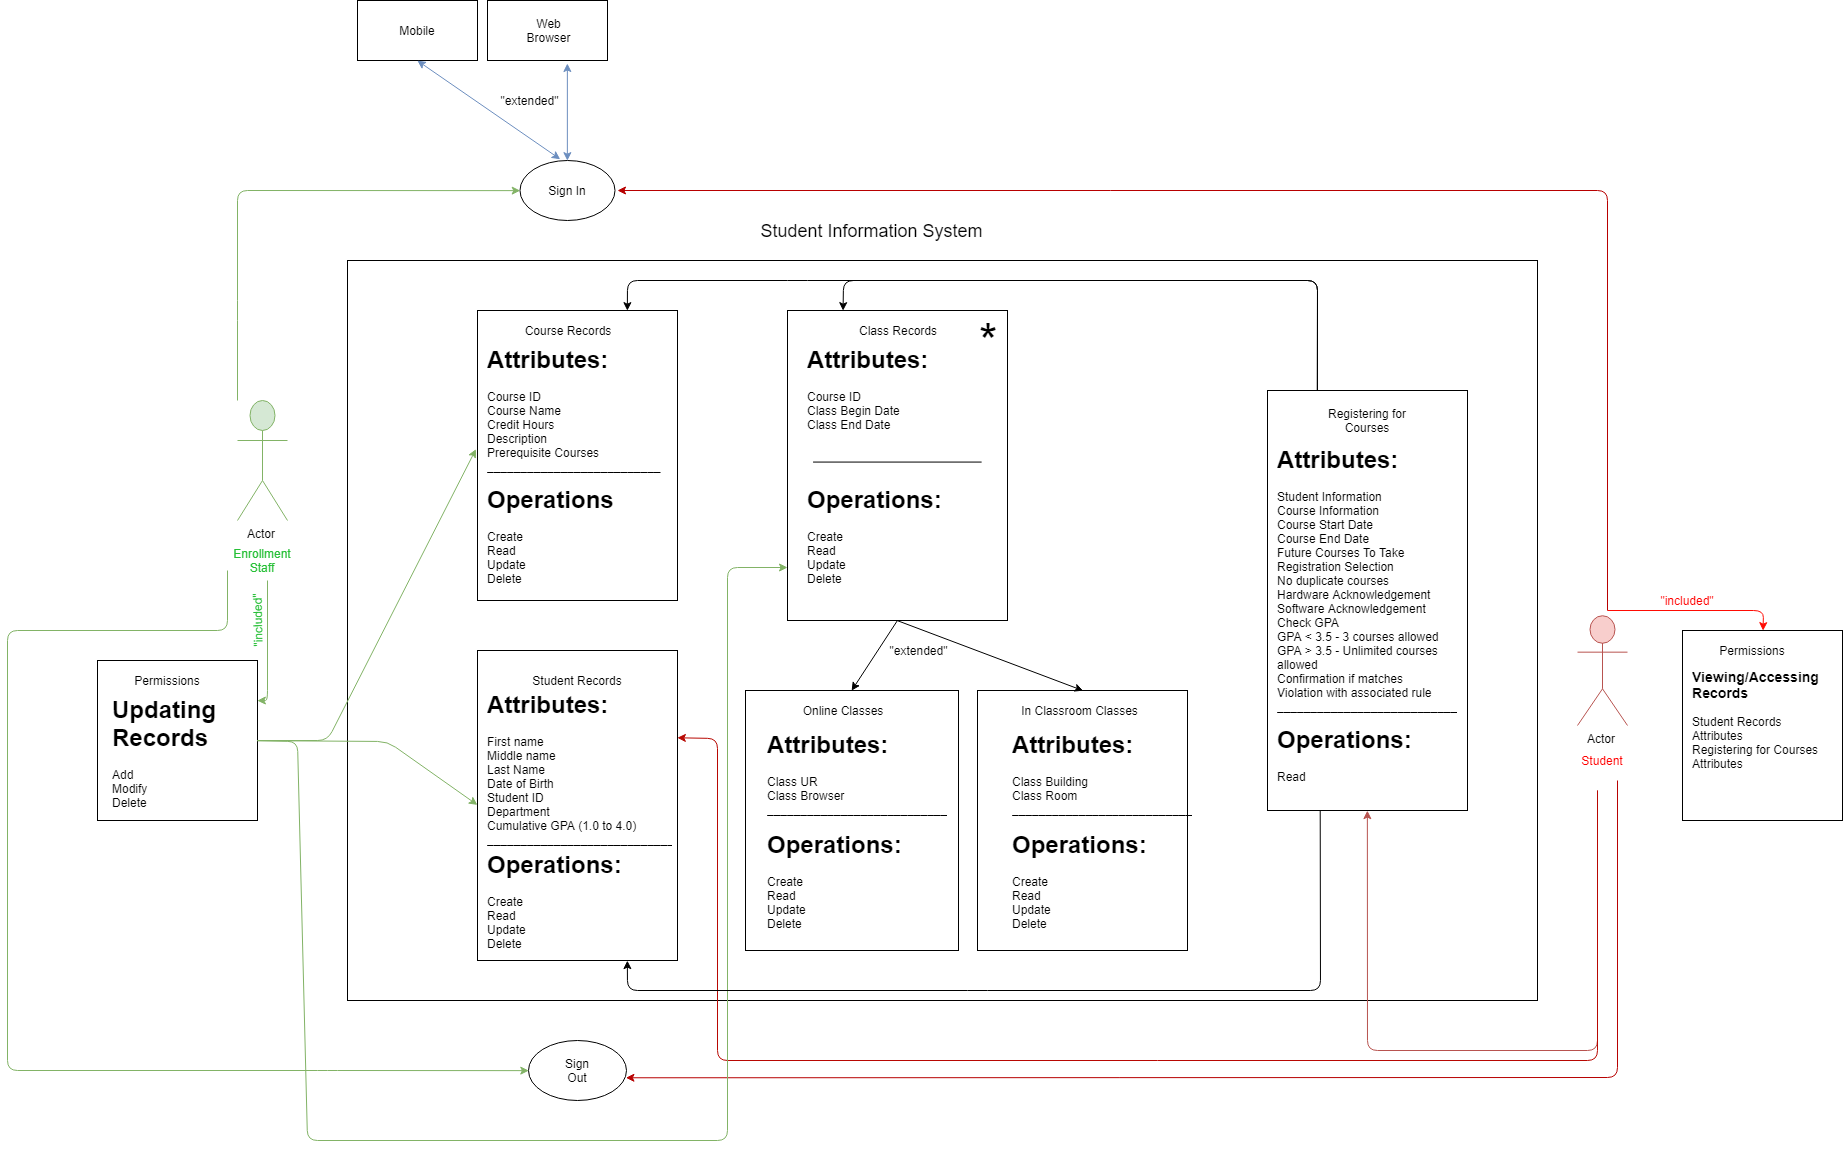 Mobile
Web
Browser
"extended"
Sign In
Student Information System
Course Records
Attributes:
Course ID
Course Name
Credit Hours
Description
Prerequisite Courses
Operations
Create
Read
Update
Delete
Class Records
*
Attributes:
Course ID
Class Begin Date
Class End Date
Operations:
Create
Read
Update
Delete
Registering for
Courses
Attributes:
Student Information
Course Information
Course Start Date
Course End Date
Future Courses To Take
Registration Selection
No duplicate courses
Hardware Acknowledgement
Software Acknowledgement
Check GPA
GPA < 3.5 - 3 courses allowed
GPA > 3.5 - Unlimited courses
allowed
Confirmation if matches
Violation with associated rule
Operations:
Read
Actor
Enrollment
Staff
"included"
Permissions
Updating
Records
Add
Modify
Delete
Student Records
Attributes:
First name
Middle name
Last Name
Date of Birth
Student ID
Department
Cumulative GPA (1.0 to 4.0)
Operations:
Create
Read
Update
Delete
"extended"
Online Classes
Attributes:
Class UR
Class Browser
Operations:
Create
Read
Update
Delete
In Classroom Classes
Attributes:
Class Building
Class Room
Operations:
Create
Read
Update
Delete
"included"
Actor
Student
Permissions
Viewing/Accessing
Records
Student Records
Attributes
Registering for Courses
Attributes
Sign
Out